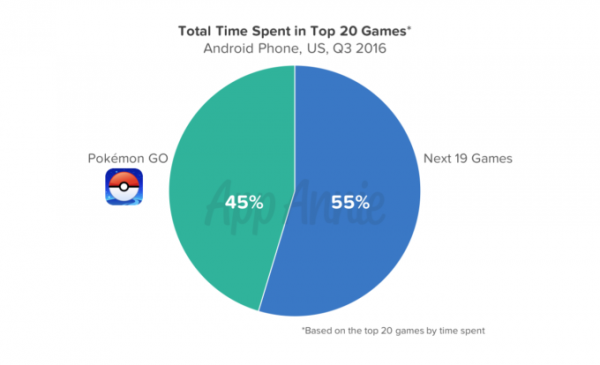 Total Time Spent in Top 20 Games*
Android Phone, US, Q3 2016
Pokémon GO
Next 19 Games
45%
55%
App Annie
*Based on the top 20 games by time spent